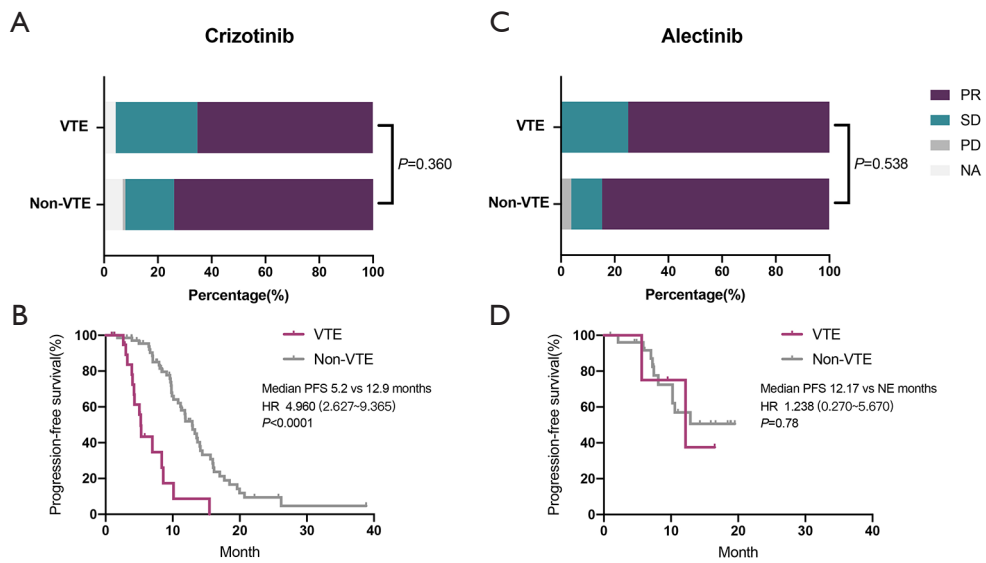 A
Crizotinib
VTE
Non-VTE
P=0.360
0 20 40 60 80 100
Percentage(%)
C
Alectinib
VTE
Non-VTE
P=0.538
0 20 40 60 80 100
Percentage(%)
PR
SD
PD
NA
B
Progression-free survival(%)
100
80
60
40
20
0
VTE
Non-VTE
Median PFS 5.2 vs 12.9 months
HR 4.960 (2.627~9.365)
P<0.0001
0 10 20 30 40
Month
D
Progression-free survival(%)
100
80
60
40
20
0
VTE
Non-VTE
Median PFS 12.17 vs NE months
HR 1.238 (0.270~5.670)
P=0.78
0 10 20 30 40
Month